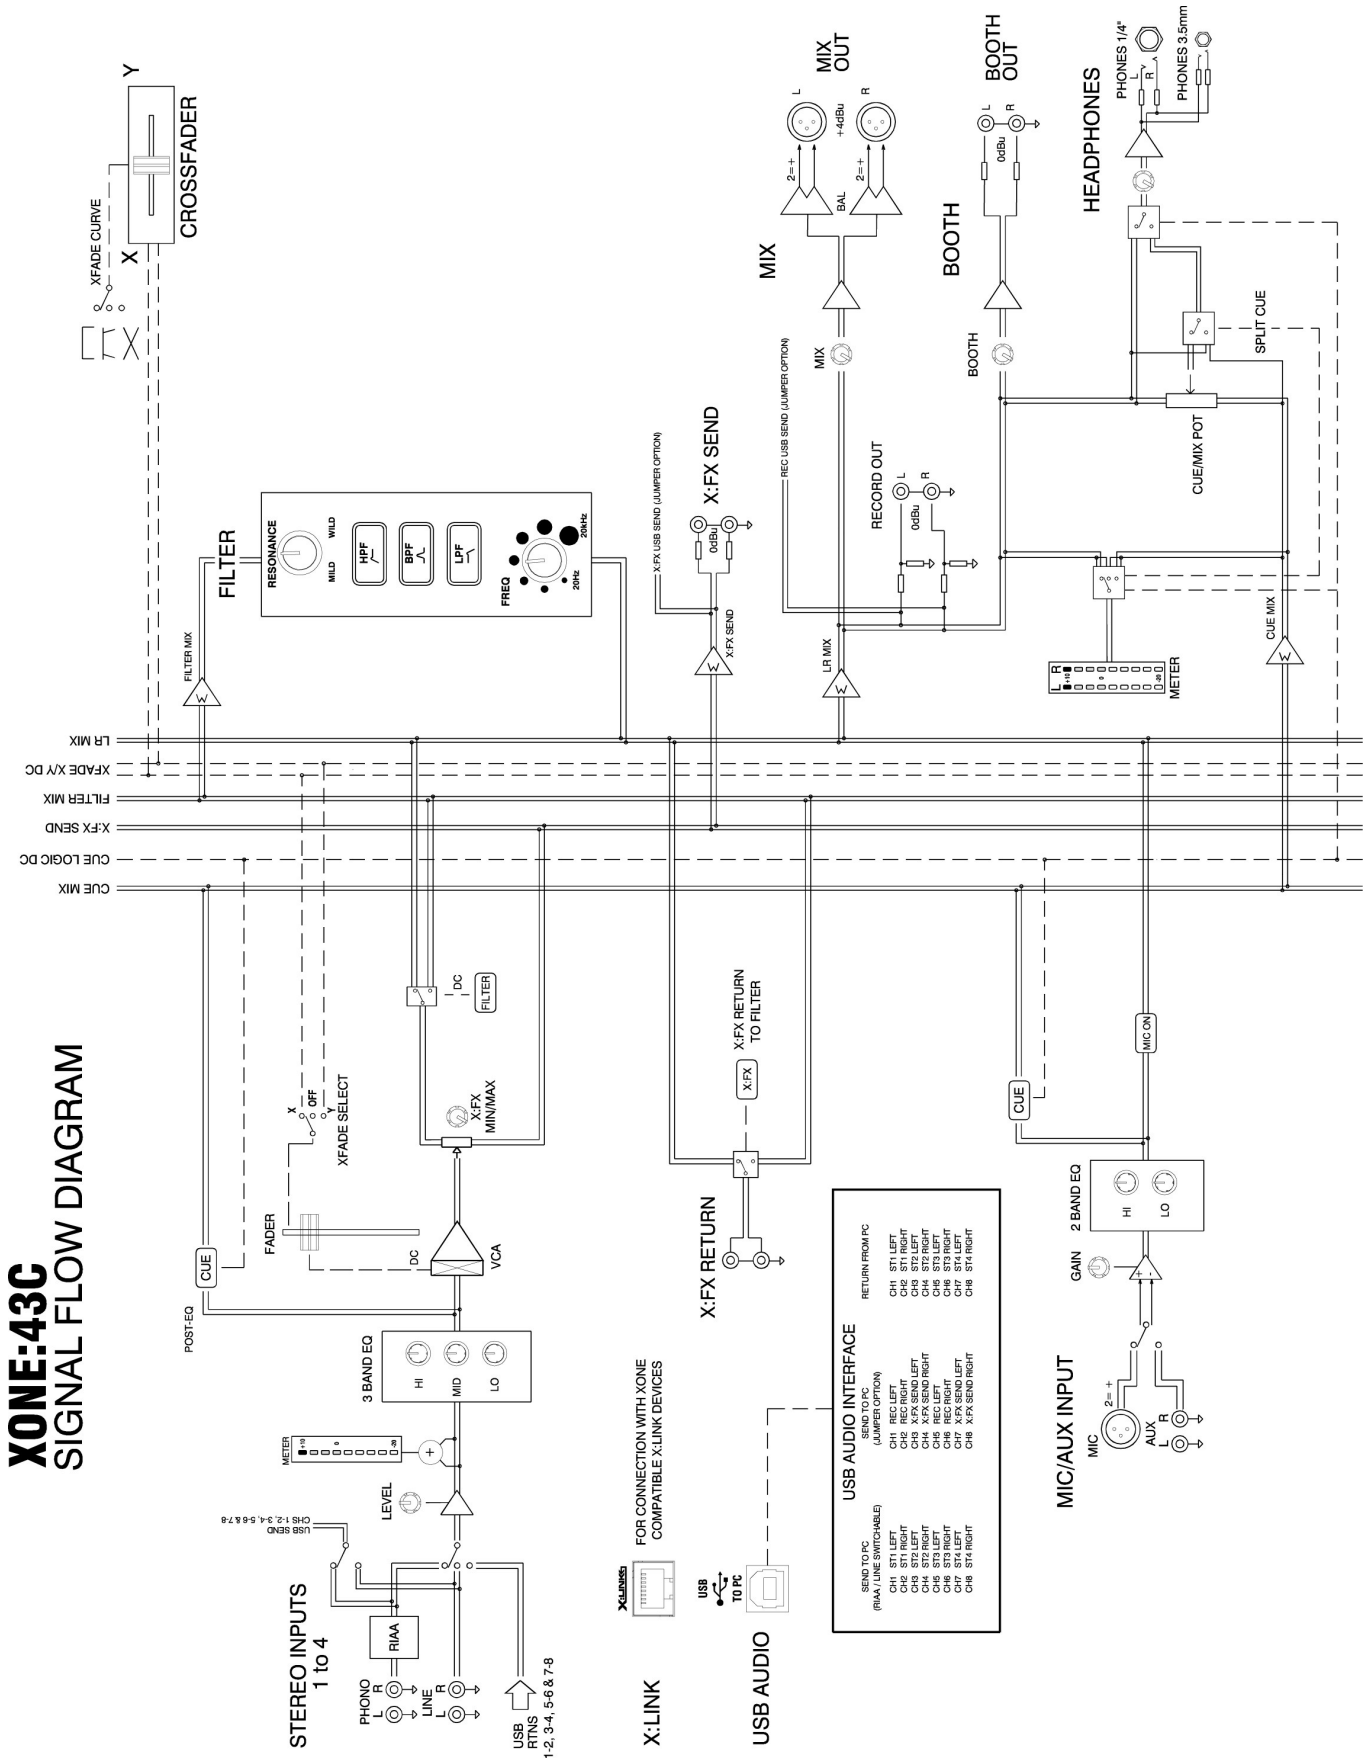 XONE:43C
SIGNAL FLOW DIAGRAM
STEREO INPUTS
1 to 4
PHONO
L
R
LINE
L
R
RIAA
USB
RTNS
1-2, 3-4, 5-6 & 7-8
USB SEND
CHS 1-2, 3-4, 5-6 & 7-8
LEVEL
METER
+10
0
-20
+
3 BAND EQ
HI
MID
LO
POST-EQ
CUE
FADER
DC
VCA
XFADE SELECT
X
OFF
Y
X:FX
MIN/MAX
DC
FILTER
CUE MIX
CUE LOGIC DC
X:FX SEND
FILTER MIX
XFADE X/Y DC
LR MIX
FILTER MIX
W
FILTER
RESONANCE
MILD
WILD
HPF
BPF
LPF
FREQ
20Hz
20kHz
XFADE CURVE
X
Y
CROSSFADER
X:LINK
X:LINK
FOR CONNECTION WITH XONE
COMPATIBLE X:LINK DEVICES
X:FX RETURN
X:FX
X:FX RETURN
TO FILTER
W
X:FX SEND
X:FX USB SEND (JUMPER OPTION)
0dBu
X:FX SEND
USB AUDIO
USB
TO PC
USB AUDIO INTERFACE
SEND TO PC
(RIAA / LINE SWITCHABLE)
CH1 ST1 LEFT
CH2 ST1 RIGHT
CH3 ST2 LEFT
CH4 ST2 RIGHT
CH5 ST3 LEFT
CH6 ST3 RIGHT
CH7 ST4 LEFT
CH8 ST4 RIGHT
SEND TO PC
(JUMPER OPTION)
CH1 REC LEFT
CH2 REC RIGHT
CH3 X:FX SEND LEFT
CH4 X:FX SEND RIGHT
CH5 REC LEFT
CH6 REC RIGHT
CH7 X:FX SEND LEFT
CH8 X:FX SEND RIGHT
RETURN FROM PC
CH1 ST1 LEFT
CH2 ST1 RIGHT
CH3 ST2 LEFT
CH4 ST2 RIGHT
CH5 ST3 LEFT
CH6 ST3 RIGHT
CH7 ST4 LEFT
CH8 ST4 RIGHT
LR MIX
W
REC USB SEND (JUMPER OPTION)
RECORD OUT
L
R
0dBu
MIX
MIX
BAL
2=+
2=+
+4dBu
L
R
MIX
OUT
BOOTH
BOOTH
0dBu
L
R
BOOTH
OUT
MIC/AUX INPUT
MIC
2=+
AUX
L
R
GAIN
+
-
2 BAND EQ
HI
LO
CUE
MIC ON
L R
+10
0
-20
METER
CUE MIX
W
CUE/MIX POT
SPLIT CUE
HEADPHONES
PHONES 1/4"
L
R
PHONES 3.5mm